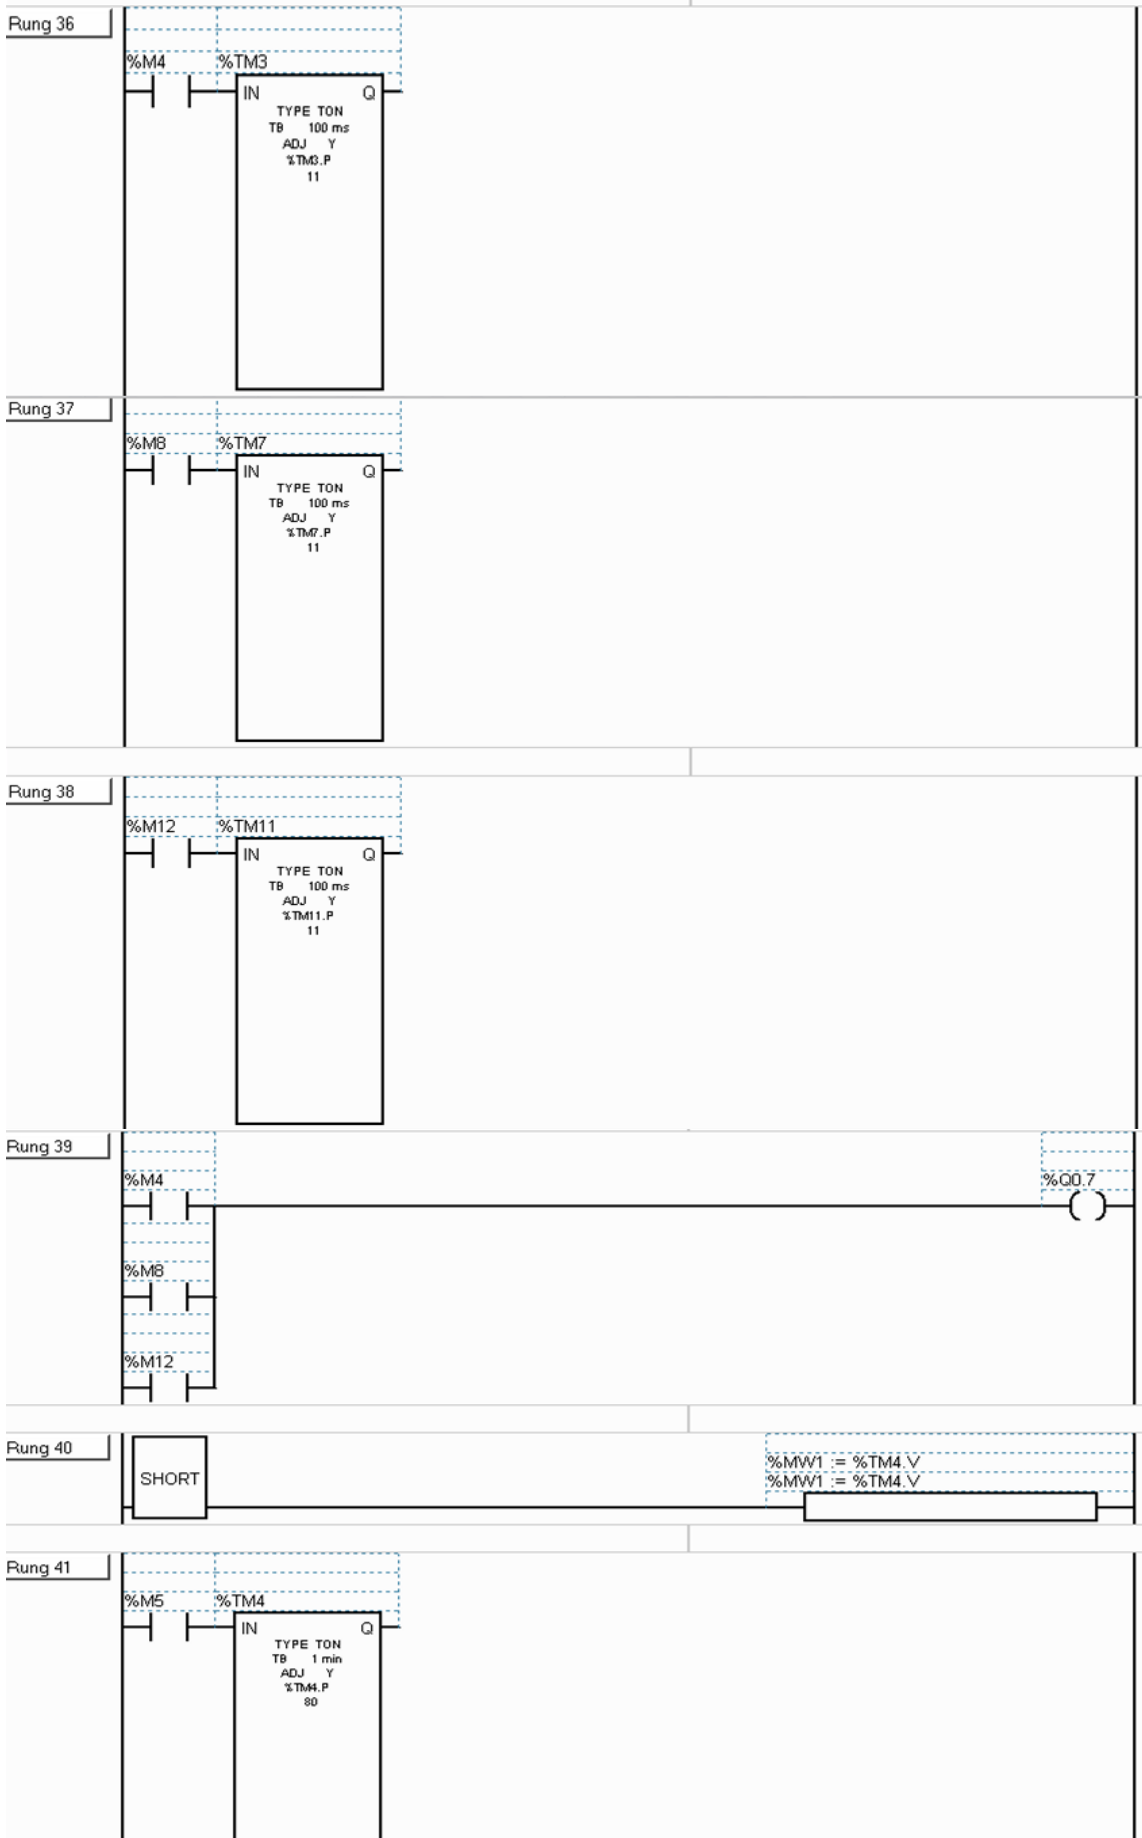 Rung 36
%M4 %TM3
IN Q
TYPE TON
TB 100 ms
ADJ Y
%TM3.P
11
Rung 37
%M8 %TM7
IN Q
TYPE TON
TB 100 ms
ADJ Y
%TM7.P
11
Rung 38
%M12 %TM11
IN Q
TYPE TON
TB 100 ms
ADJ Y
%TM11.P
11
Rung 39
%M4 %Q0.7
%M8
%M12
Rung 40
SHORT
%MW1 := %TM4.V
%MW1 := %TM4.V
Rung 41
%M5 %TM4
IN Q
TYPE TON
TB 1 min
ADJ Y
%TM4.P
80